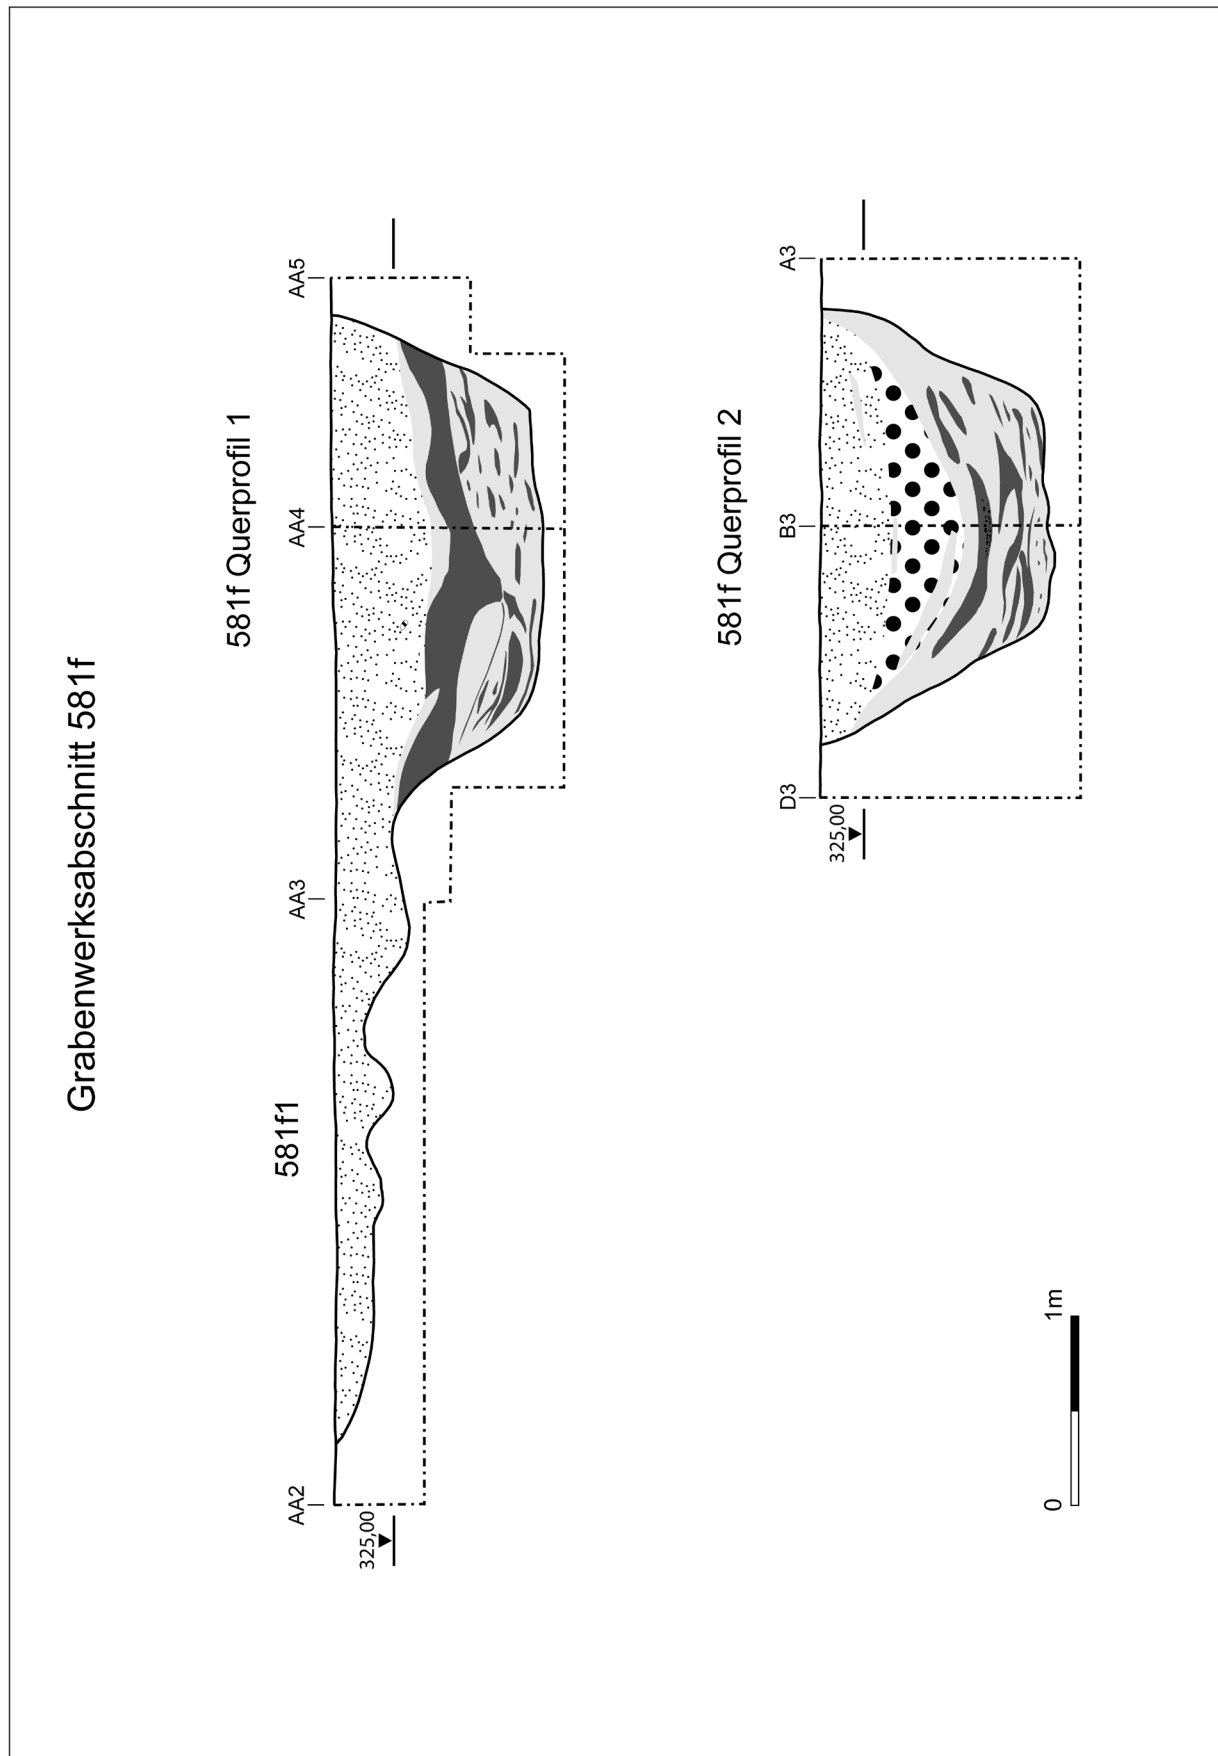 Grabenwerksabschnitt 581f
581f1
581f Querprofil 1
AA2
AA3
AA4
AA5
325,00
581f Querprofil 2
D3
B3
A3
325,00
0
1m